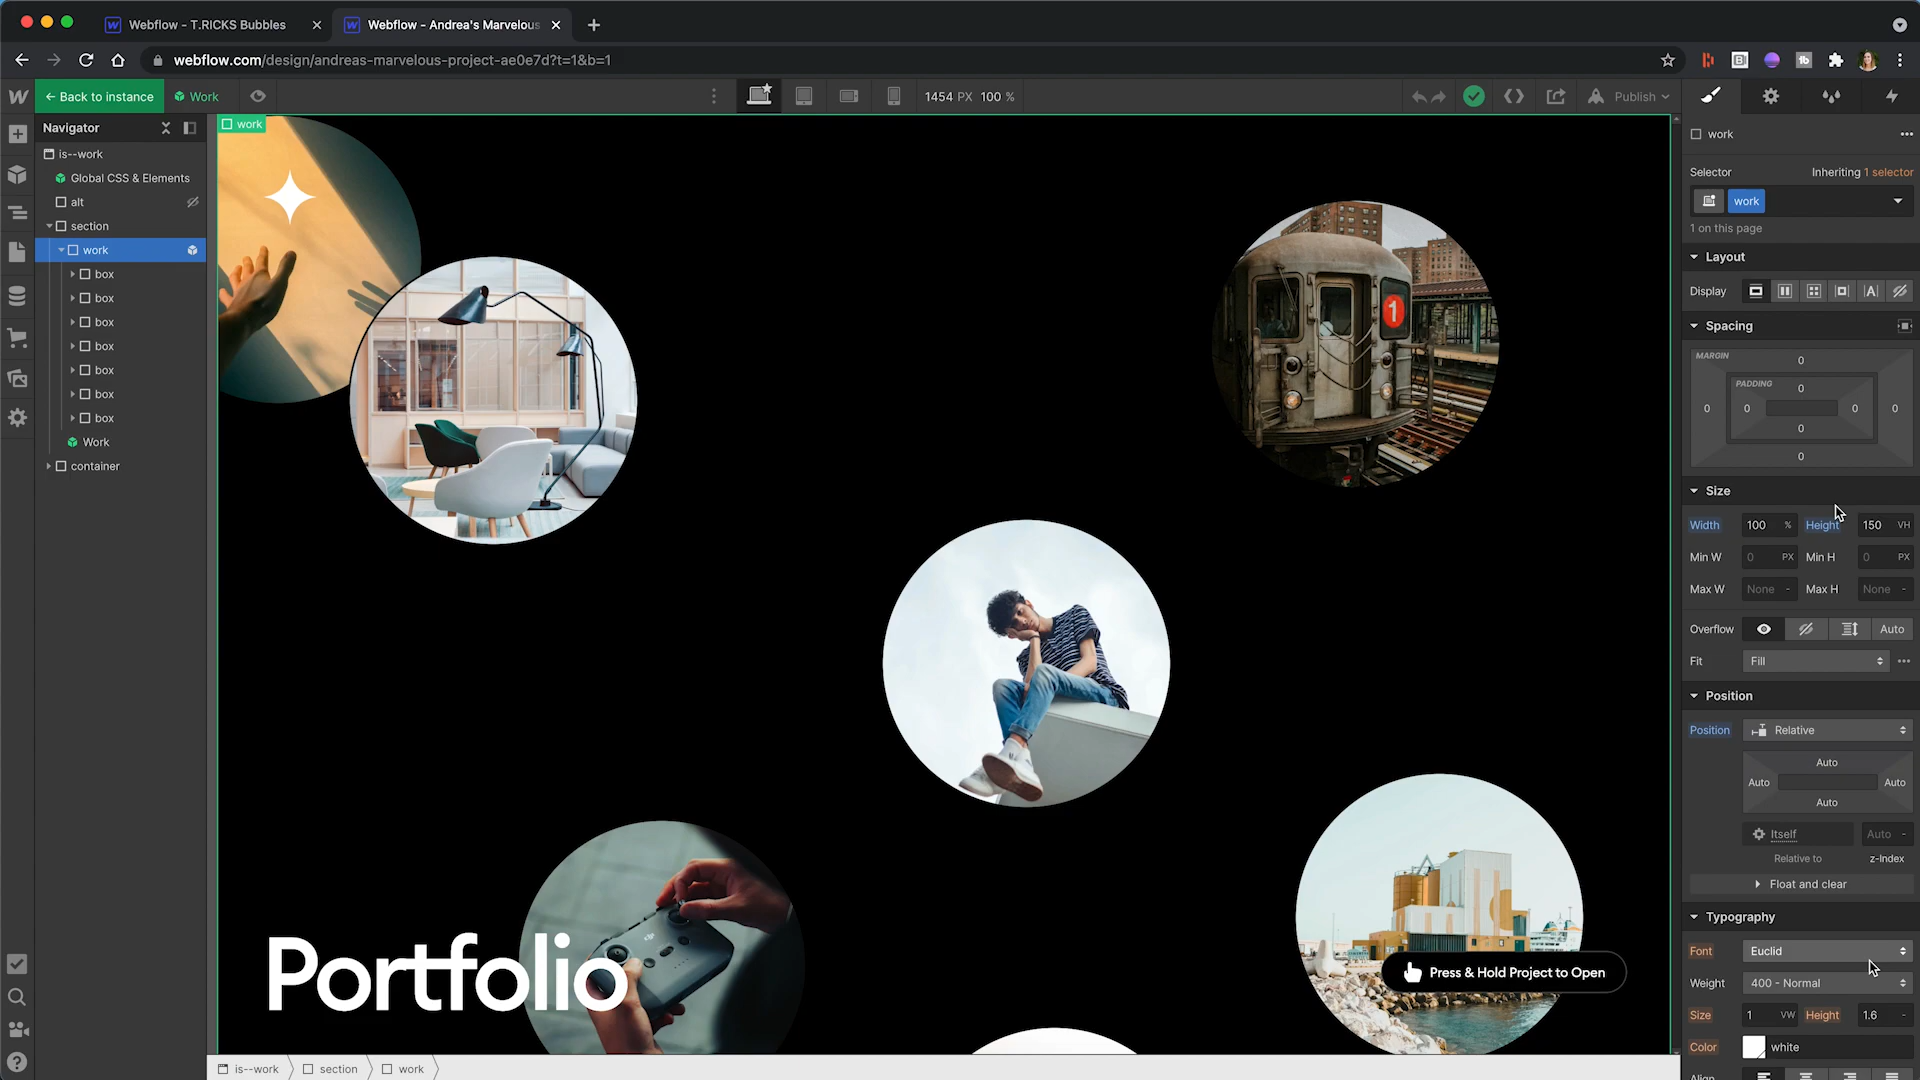 Webflow - T.RICKS Bubbles
Webflow - Andrea's Marvelous
webflow.com/design/andreas-marvelous-project-ae0e7d?t=1&b=1
← Back to instance
Work
1454 PX 100 %
Publish
Navigator
is--work
Global CSS & Elements
alt
section
work
box
box
box
box
box
box
box
Work
container
work
1
Portfolio
Press & Hold Project to Open
is--work
section
work
work
Selector
Inheriting 1 selector
work
1 on this page
Layout
Display
Spacing
MARGIN
0
PADDING
0
0 0 0 0
0
0
Size
Width 100 % Height 150 VH
Min W 0 PX Min H 0 PX
Max W None - Max H None -
Overflow Auto
Fit Fill
Position
Position Relative
Auto
Auto Auto
Auto
Itself Auto -
Relative to z-Index
Float and clear
Typography
Font Euclid
Weight 400 - Normal
Size 1 VW Height 1.6 -
Color white
Align